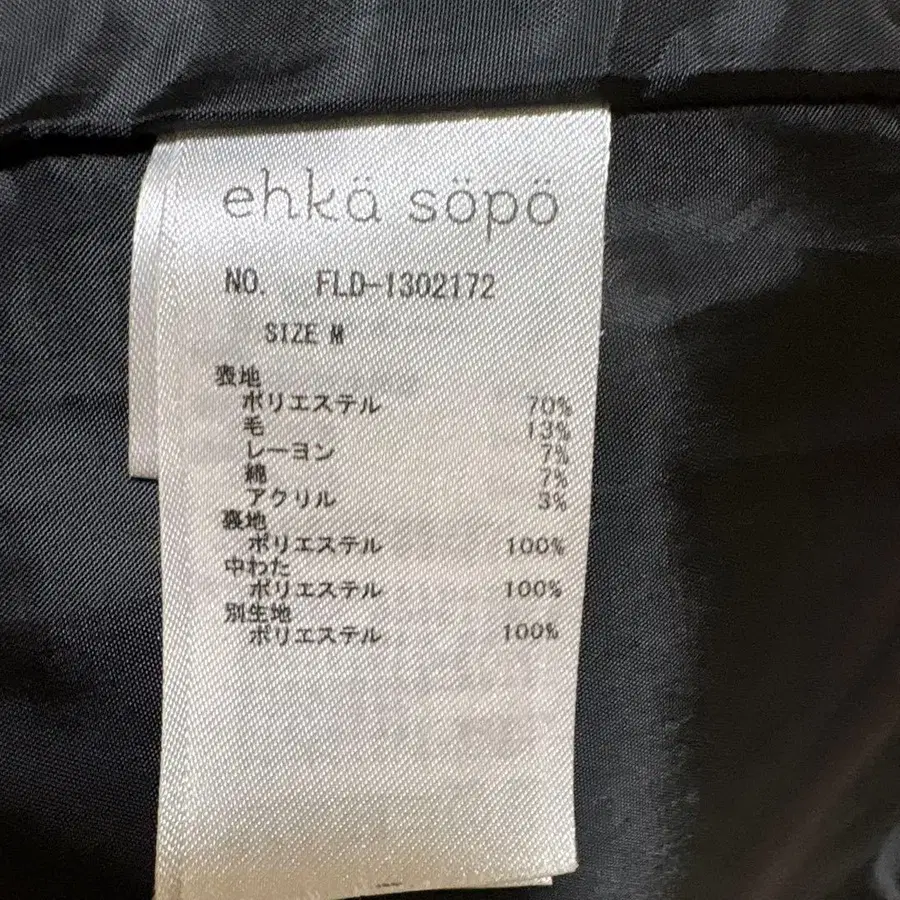 ehkä söpö
NO. FLD-1302172
SIZE M
表地
ポリエステル 70%
毛 13%
レーヨン 7%
綿 7%
アクリル 3%
裏地
ポリエステル 100%
中わた
ポリエステル 100%
別生地
ポリエステル 100%